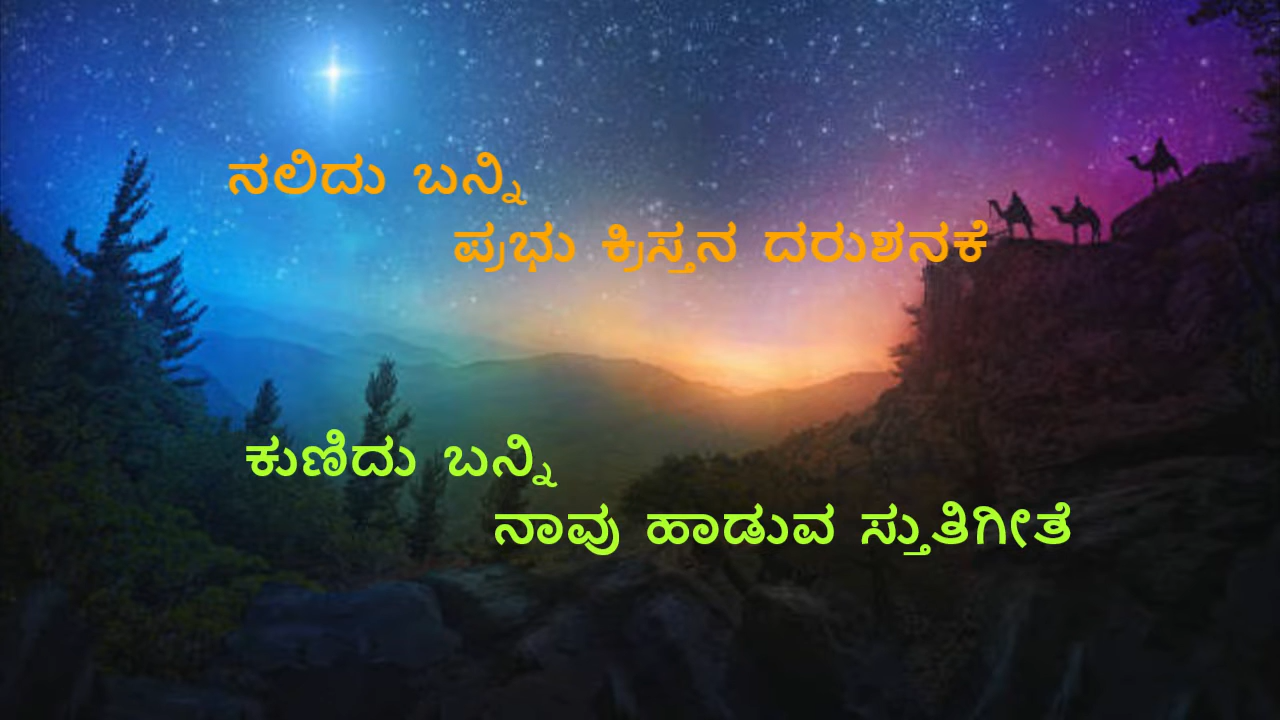 ನಲಿದು ಬನ್ನಿ
ಪ್ರಭು ಕ್ರಿಸ್ತನ ದರುಶನಕೆ
ಕುಣಿದು ಬನ್ನಿ
ನಾವು ಹಾಡುವ ಸ್ತುತಿಗೀತೆ